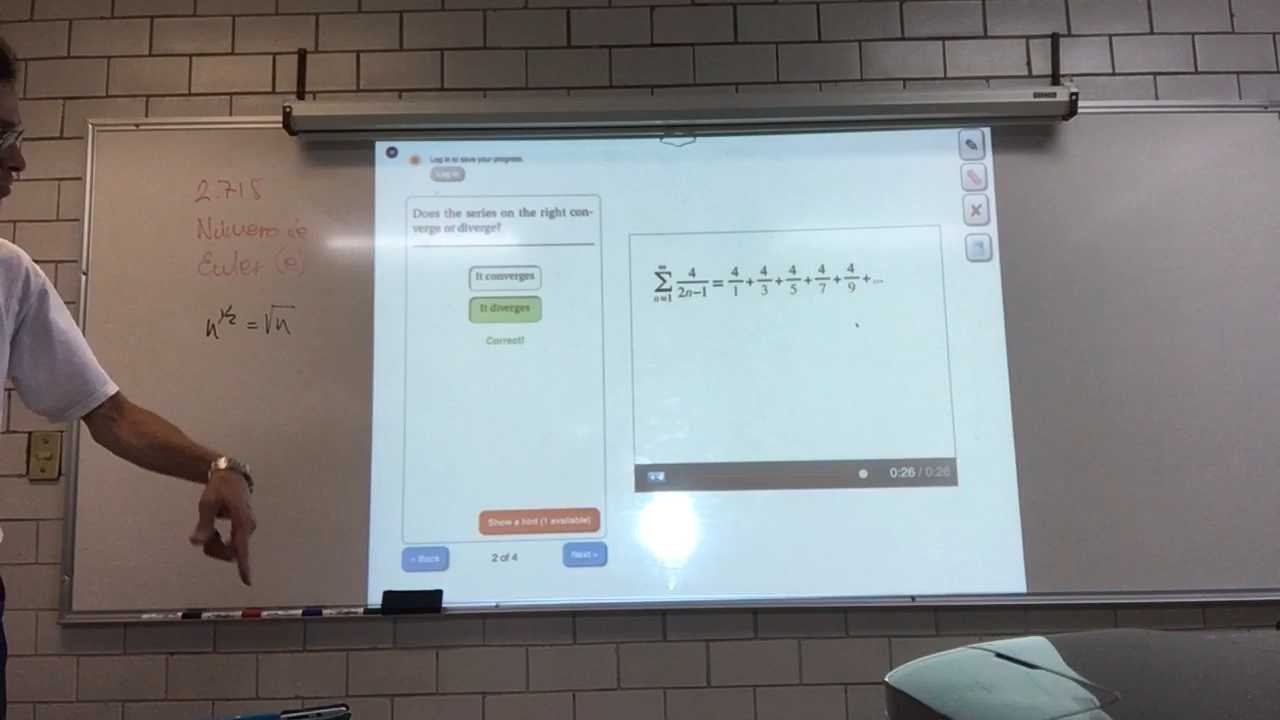 2.718
Número de
Euler (e)
n^{1/2} = √n
Log in to save your progress.
Log in
Does the series on the right con-
verge or diverge?
It converges
It diverges
Correct!
Show a hint (1 available)
« Back
2 of 4
Next »
∑_{n=1}^{∞} 4/(2n-1) = 4/1 + 4/3 + 4/5 + 4/7 + 4/9 + ...
0:26 / 0:26